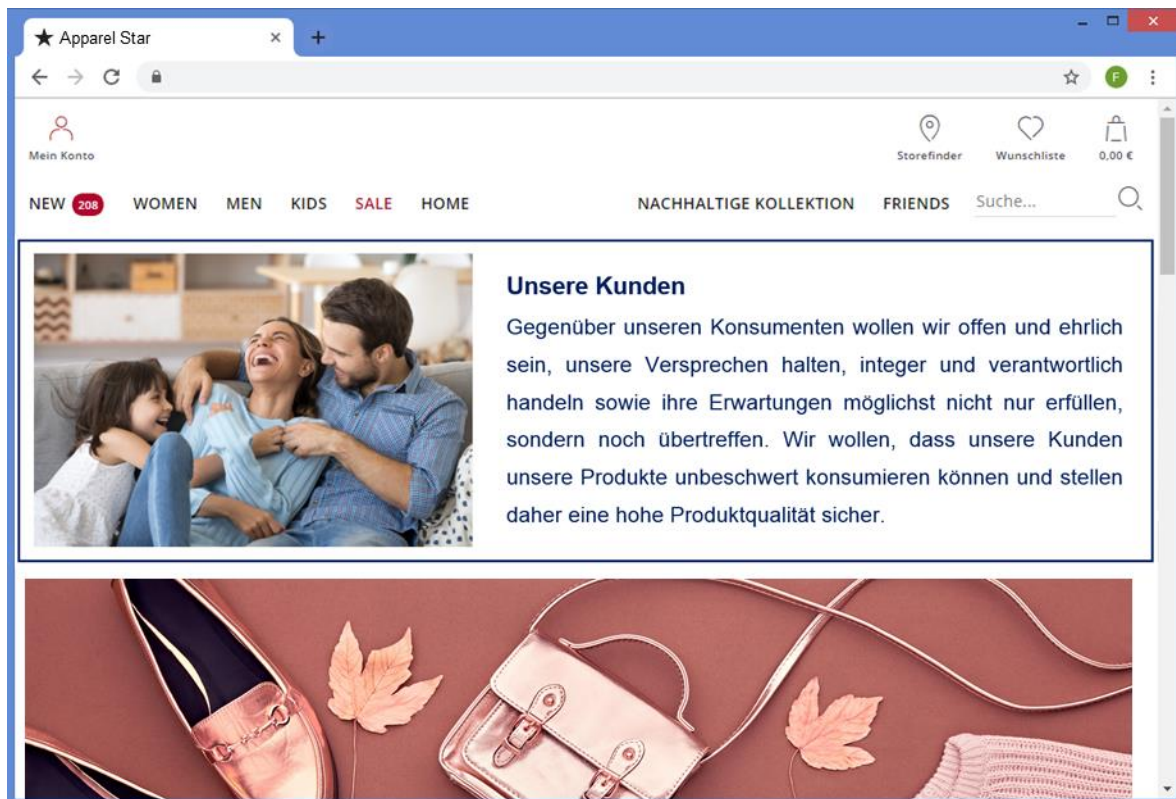 Apparel Star
F
Mein Konto
Storefinder
Wunschliste
0,00 €
NEW 208 WOMEN MEN KIDS SALE HOME NACHHALTIGE KOLLEKTION FRIENDS Suche...
Unsere Kunden
Gegenüber unseren Konsumenten wollen wir offen und ehrlich
sein, unsere Versprechen halten, integer und verantwortlich
handeln sowie ihre Erwartungen möglichst nicht nur erfüllen,
sondern noch übertreffen. Wir wollen, dass unsere Kunden
unsere Produkte unbeschwert konsumieren können und stellen
daher eine hohe Produktqualität sicher.